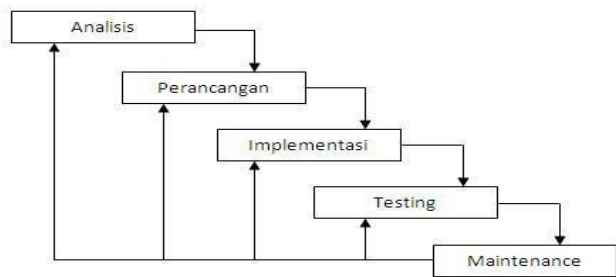 Analisis
Perancangan
Implementasi
Testing
Maintenance